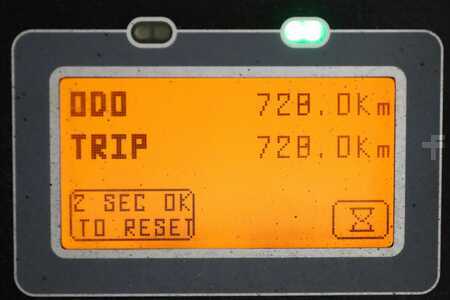 ODO 728.0Km
TRIP 728.0Km
2 SEC OK
TO RESET
f